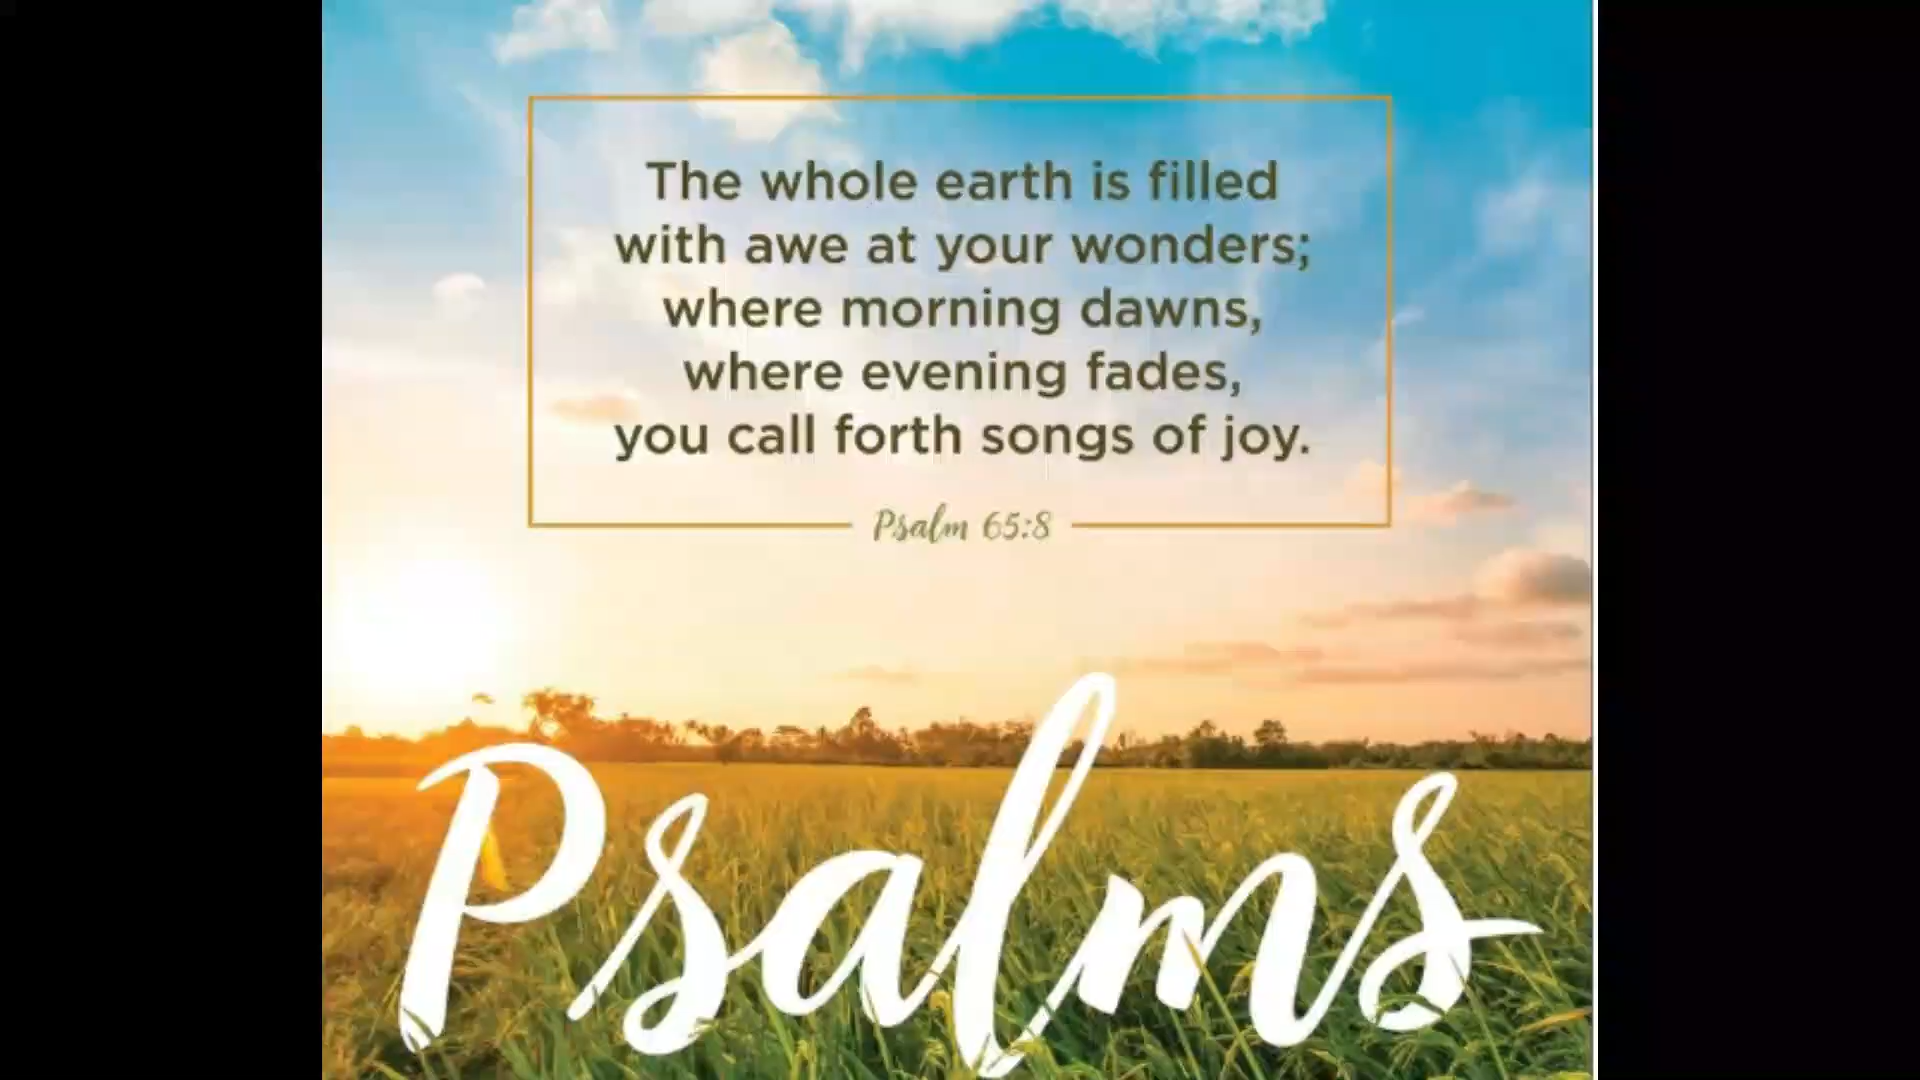 The whole earth is filled
with awe at your wonders;
where morning dawns,
where evening fades,
you call forth songs of joy.
Psalm 65:8
Psalms